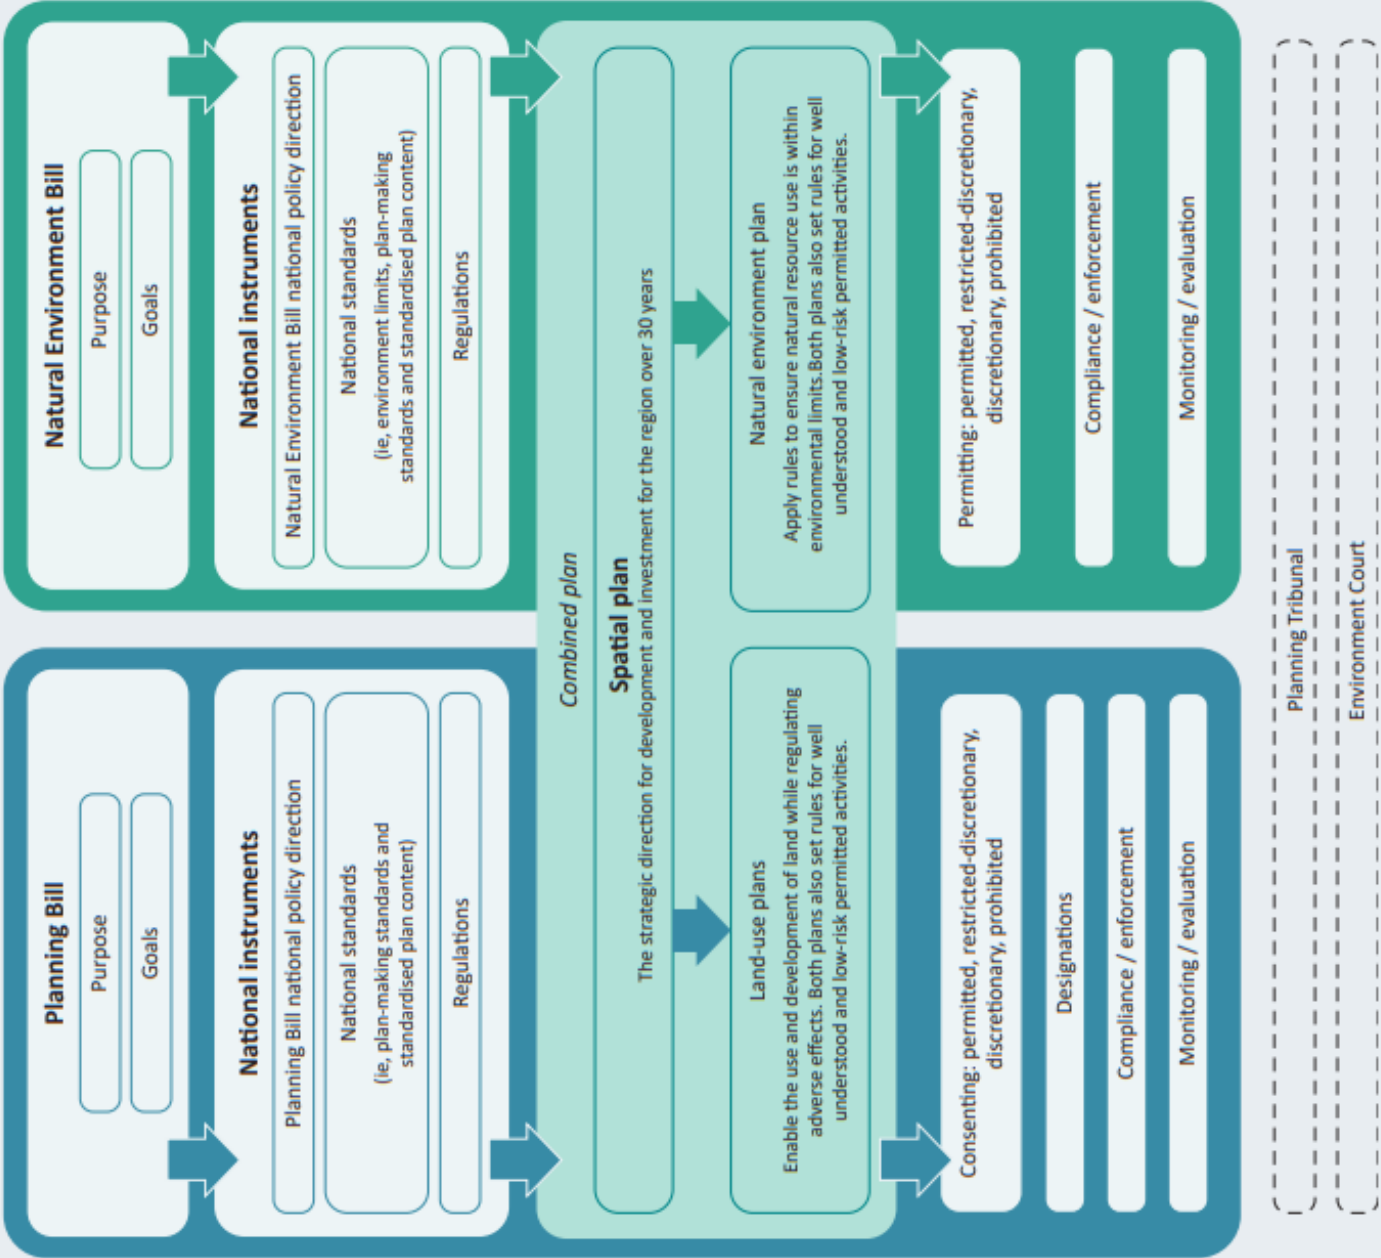 Planning Bill
Purpose
Goals
National instruments
Planning Bill national policy direction
National standards
(ie, plan-making standards and
standardised plan content)
Regulations
Natural Environment Bill
Purpose
Goals
National instruments
Natural Environment Bill national policy direction
National standards
(ie, environment limits, plan-making
standards and standardised plan content)
Regulations
Combined plan
Spatial plan
The strategic direction for development and investment for the region over 30 years
Land-use plans
Enable the use and development of land while regulating
adverse effects. Both plans also set rules for well
understood and low-risk permitted activities.
Natural environment plan
Apply rules to ensure natural resource use is within
environmental limits.Both plans also set rules for well
understood and low-risk permitted activities.
Consenting: permitted, restricted-discretionary,
discretionary, prohibited
Designations
Compliance / enforcement
Monitoring / evaluation
Permitting: permitted, restricted-discretionary,
discretionary, prohibited
Compliance / enforcement
Monitoring / evaluation
Planning Tribunal
Environment Court